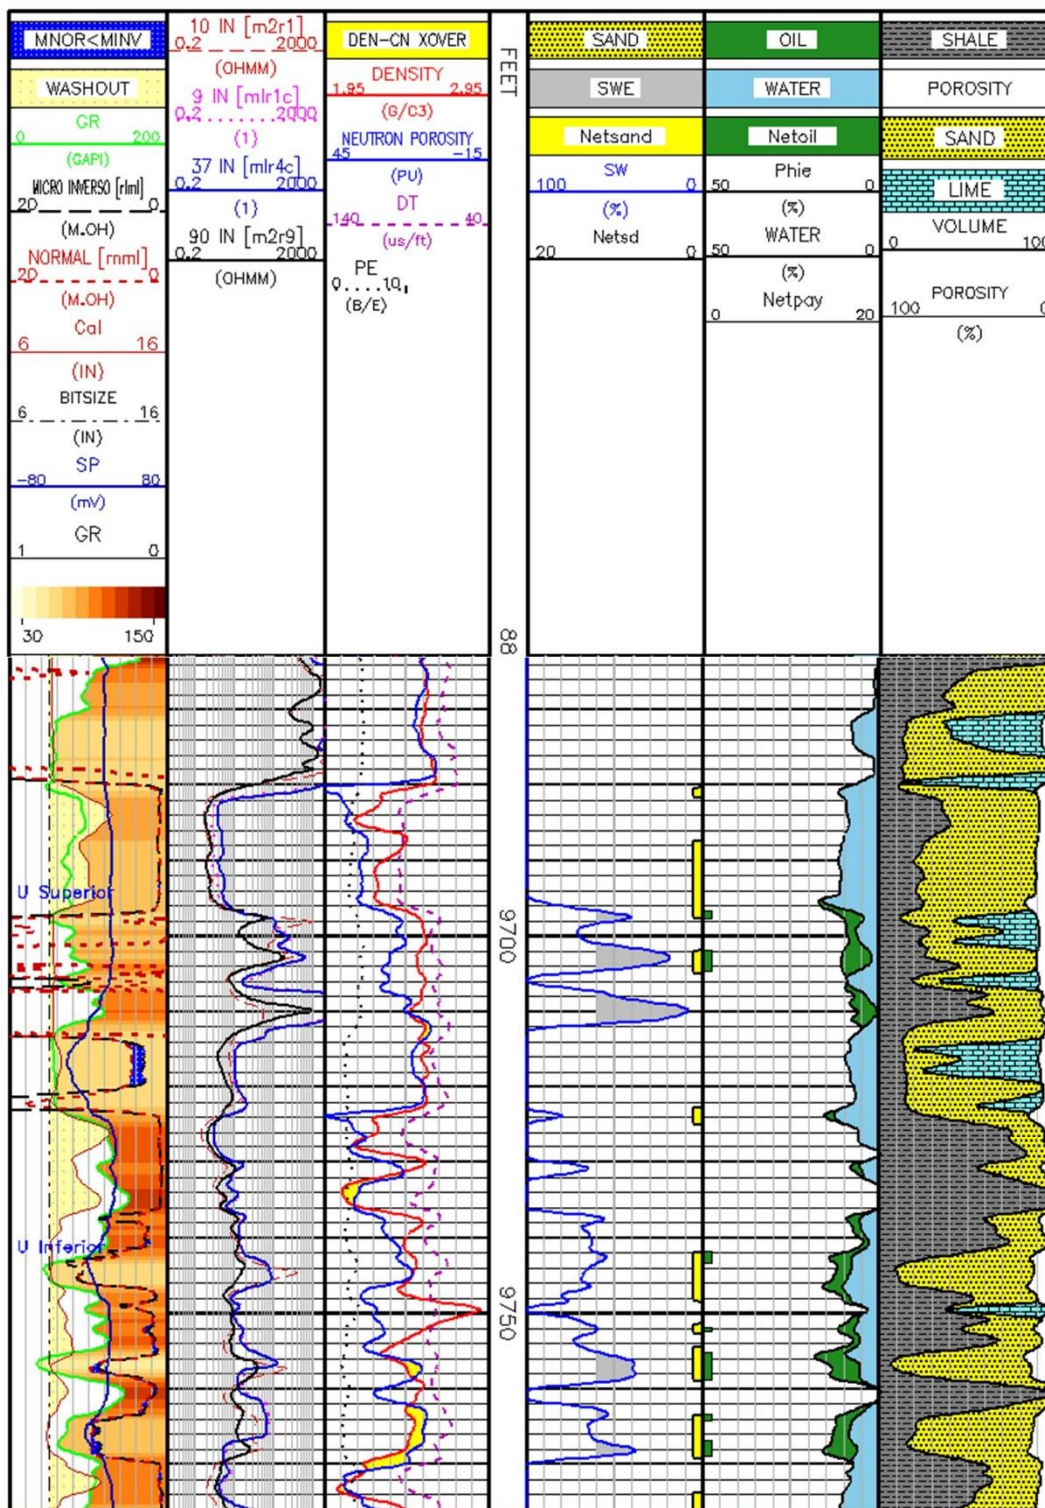 MNOR<MINV
WASHOUT
GR
0 200
(GAPI)
MICRO INVERSO [rlml]
20 0
(M.OH)
NORMAL [rnml]
20 0
(M.OH)
Cal
6 16
(IN)
BITSIZE
6 16
(IN)
SP
-80 80
(mV)
GR
1 0
30 150
10 IN [m2r1]
0.2 2000
(OHMM)
9 IN [mlr1c]
0.2 2000
(1)
37 IN [mlr4c]
0.2 2000
(1)
90 IN [m2r9]
0.2 2000
(OHMM)
DEN-CN XOVER
DENSITY
1.95 2.95
(G/C3)
NEUTRON POROSITY
45 -15
(PU)
DT
140 40
(us/ft)
PE
0 10
(B/E)
FEET
88
SAND
SWE
Netsand
SW
100 0
(%)
Netsd
20 0
OIL
WATER
Netoil
Phie
50 0
(%)
WATER
50 0
(%)
Netpay
0 20
SHALE
POROSITY
SAND
LIME
VOLUME
0 100
POROSITY
100 0
(%)
U Superior
9700
U Inferior
9750